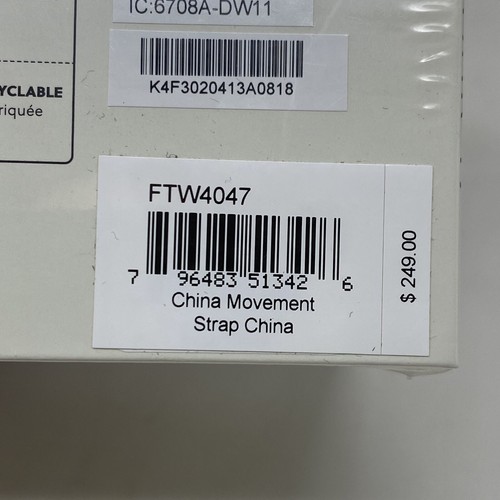 IC:6708A-DW11
K4F3020413A0818
YCLABLE
riquée
FTW4047
7 96483 51342 6
China Movement
Strap China
$ 249.00